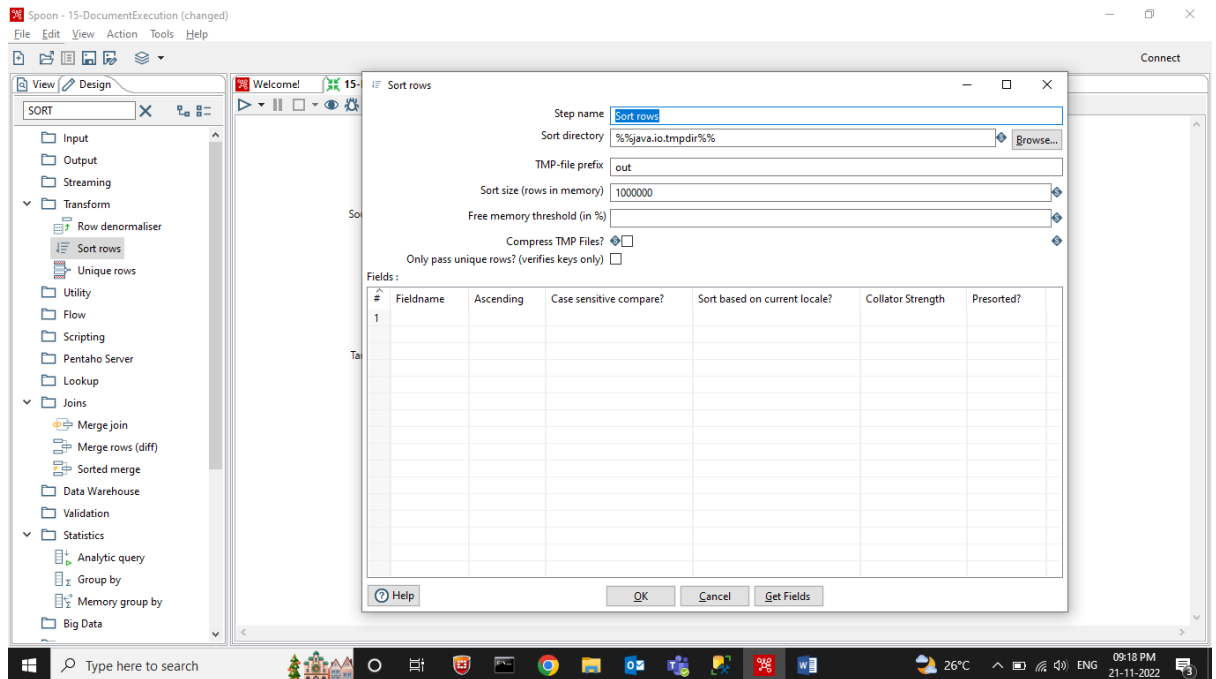 Spoon - 15-DocumentExecution (changed)
File Edit View Action Tools Help
Connect
View Design
Welcome! 15-
SORT
Input
Output
Streaming
Transform
Row denormaliser
Sort rows
Unique rows
Utility
Flow
Scripting
Pentaho Server
Lookup
Joins
Merge join
Merge rows (diff)
Sorted merge
Data Warehouse
Validation
Statistics
Analytic query
Group by
Memory group by
Big Data
Sou
Tar
Sort rows
Step name Sort rows
Sort directory %%java.io.tmpdir%% Browse...
TMP-file prefix out
Sort size (rows in memory) 1000000
Free memory threshold (in %)
Compress TMP Files?
Only pass unique rows? (verifies keys only)
Fields :
# Fieldname Ascending Case sensitive compare? Sort based on current locale? Collator Strength Presorted?
1
Help OK Cancel Get Fields
Type here to search
26°C ENG 09:18 PM
21-11-2022
3